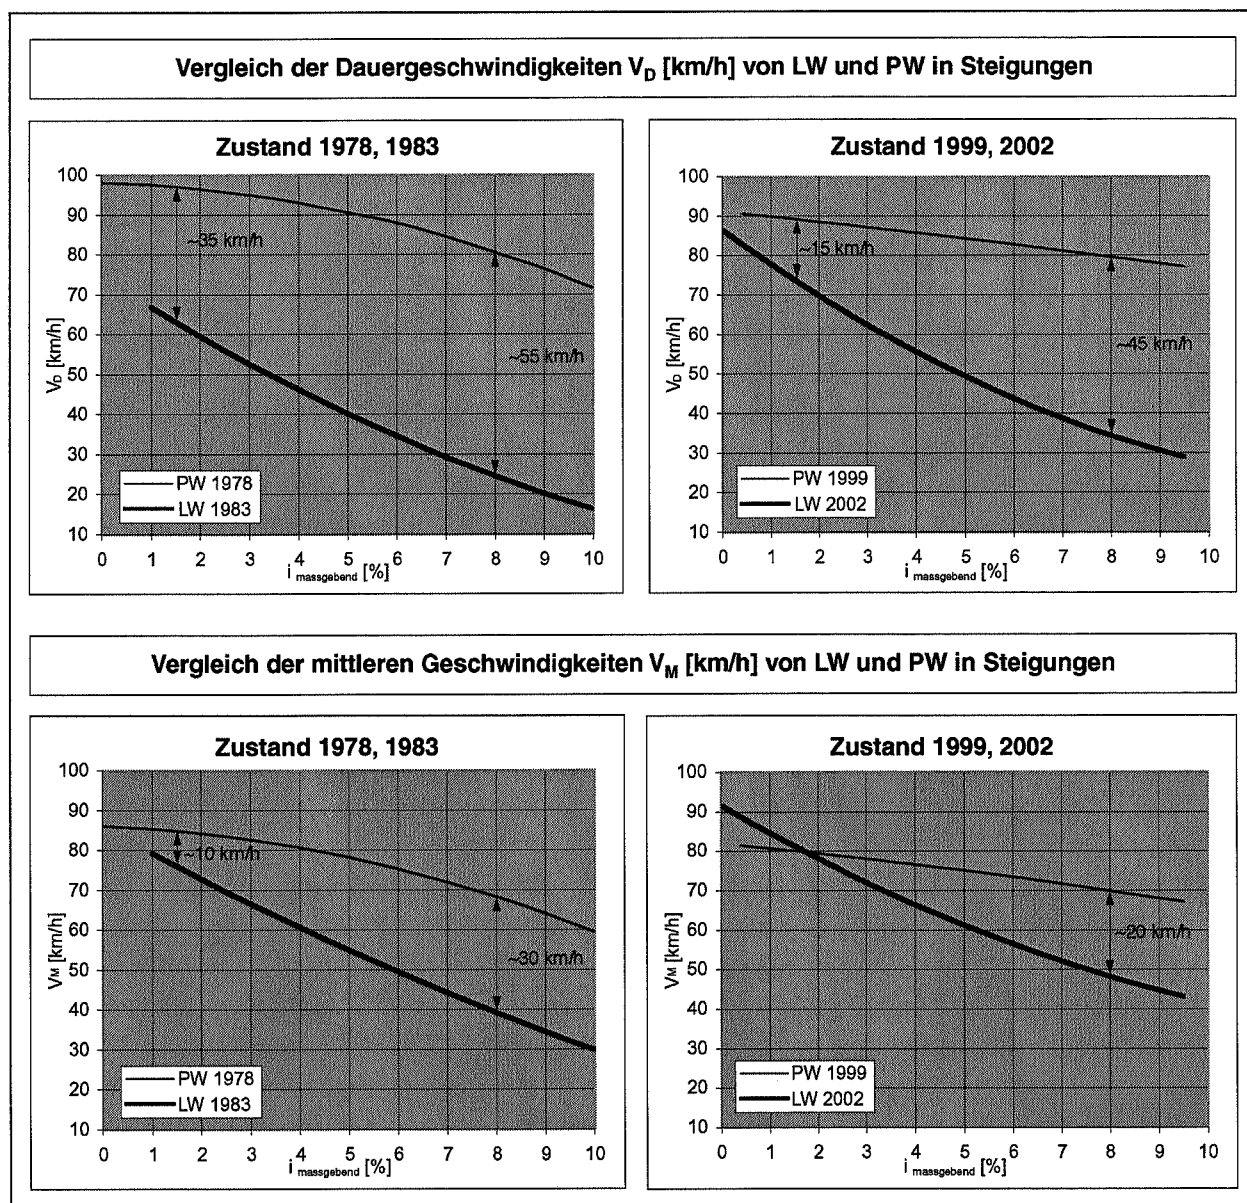 Vergleich der Dauergeschwindigkeiten VD [km/h] von LW und PW in Steigungen
Zustand 1978, 1983
100
90
80
70
60
50
40
30
20
10
VD [km/h]
~35 km/h
~55 km/h
PW 1978
LW 1983
0 1 2 3 4 5 6 7 8 9 10
i massgebend [%]
Zustand 1999, 2002
100
90
80
70
60
50
40
30
20
10
VD [km/h]
~15 km/h
~45 km/h
PW 1999
LW 2002
0 1 2 3 4 5 6 7 8 9 10
i massgebend [%]
Vergleich der mittleren Geschwindigkeiten VM [km/h] von LW und PW in Steigungen
Zustand 1978, 1983
100
90
80
70
60
50
40
30
20
10
VM [km/h]
~10 km/h
~30 km/h
PW 1978
LW 1983
0 1 2 3 4 5 6 7 8 9 10
i massgebend [%]
Zustand 1999, 2002
100
90
80
70
60
50
40
30
20
10
VM [km/h]
~20 km/h
PW 1999
LW 2002
0 1 2 3 4 5 6 7 8 9 10
i massgebend [%]